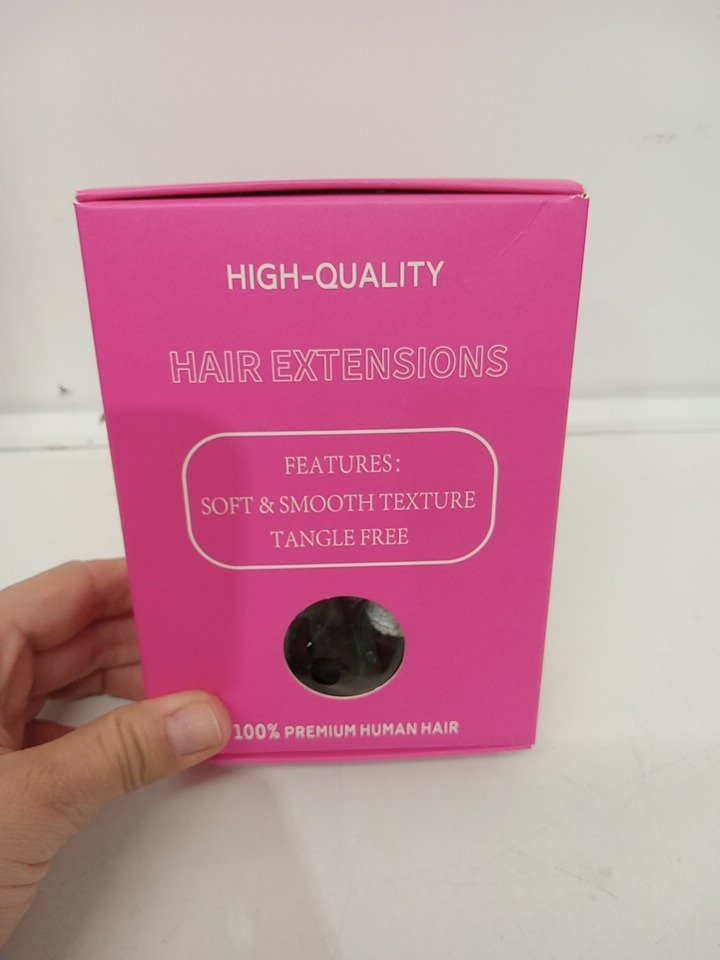 HIGH-QUALITY
HAIR EXTENSIONS
FEATURES:
SOFT & SMOOTH TEXTURE
TANGLE FREE
100% PREMIUM HUMAN HAIR